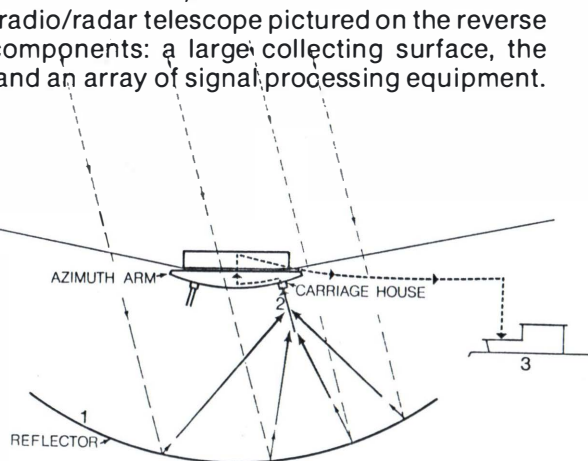 radio/radar telescope pictured on the reverse
components: a large collecting surface, the
and an array of signal processing equipment.
AZIMUTH ARM
CARRIAGE HOUSE
2
3
1
REFLECTOR